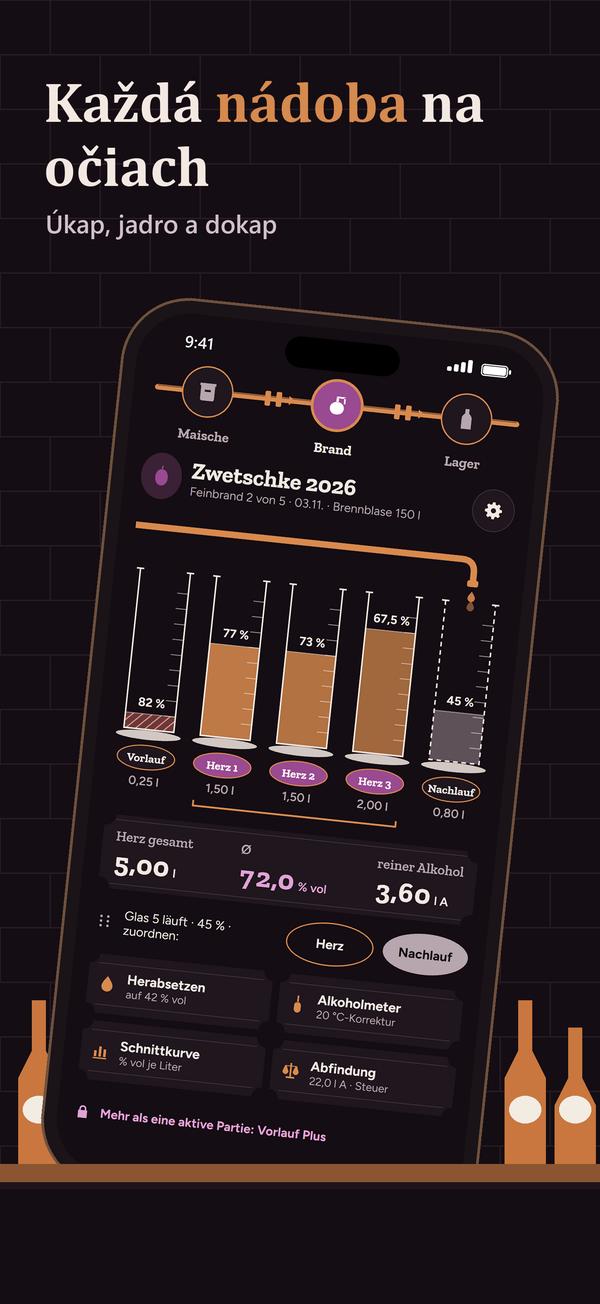 Každá nádoba na
očiach
Úkap, jadro a dokap
9:41
Maische
Brand
Lager
Zwetschke 2026
Feinbrand 2 von 5 · 03.11. · Brennblase 150 l
82 %
77 %
73 %
67,5 %
45 %
Vorlauf
Herz 1
Herz 2
Herz 3
Nachlauf
0,25 l
1,50 l
1,50 l
2,00 l
0,80 l
Herz gesamt
Ø
reiner Alkohol
5,00 l
72,0 % vol
3,60 l A
Glas 5 läuft · 45 % ·
zuordnen:
Herz
Nachlauf
Herabsetzen
auf 42 % vol
Alkoholmeter
20 °C-Korrektur
Schnittkurve
% vol je Liter
Abfindung
22,0 l A · Steuer
Mehr als eine aktive Partie: Vorlauf Plus